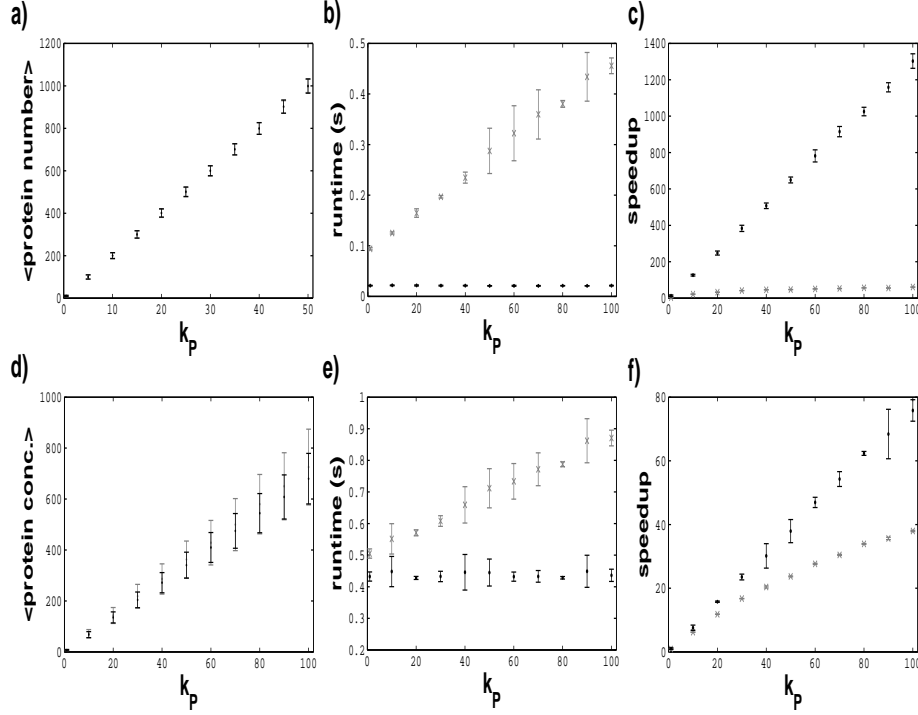 a)
<protein number>
1200
1000
800
600
400
200
0
0 10 20 30 40 50
k_P
b)
runtime (s)
0.5
0.4
0.3
0.2
0.1
0
0 20 40 60 80 100
k_P
c)
speedup
1400
1200
1000
800
600
400
200
0
0 20 40 60 80 100
k_P
d)
<protein conc.>
1000
800
600
400
200
0
0 20 40 60 80 100
k_P
e)
runtime (s)
1
0.9
0.8
0.7
0.6
0.5
0.4
0.3
0.2
0 20 40 60 80 100
k_P
f)
speedup
80
60
40
20
0
0 20 40 60 80 100
k_P